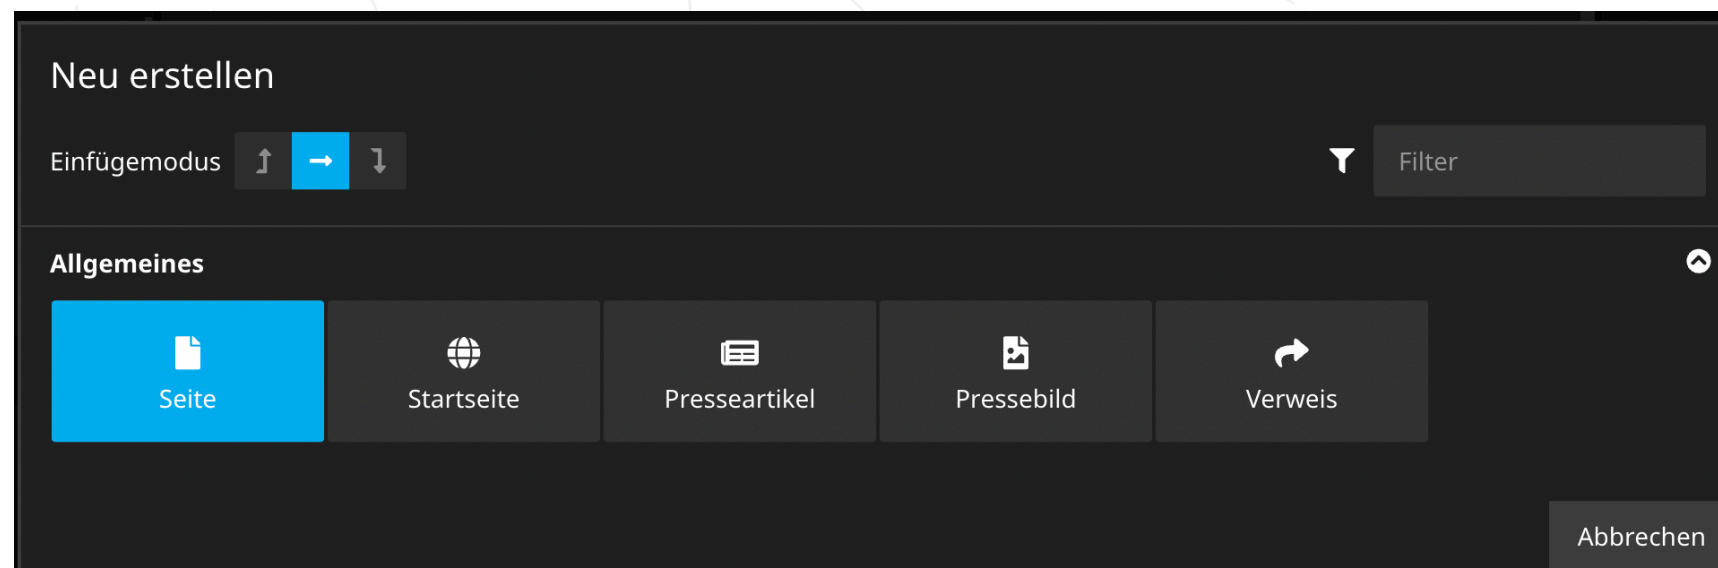 Neu erstellen
Einfügemodus
Filter
Allgemeines
Seite
Startseite
Presseartikel
Pressebild
Verweis
Abbrechen